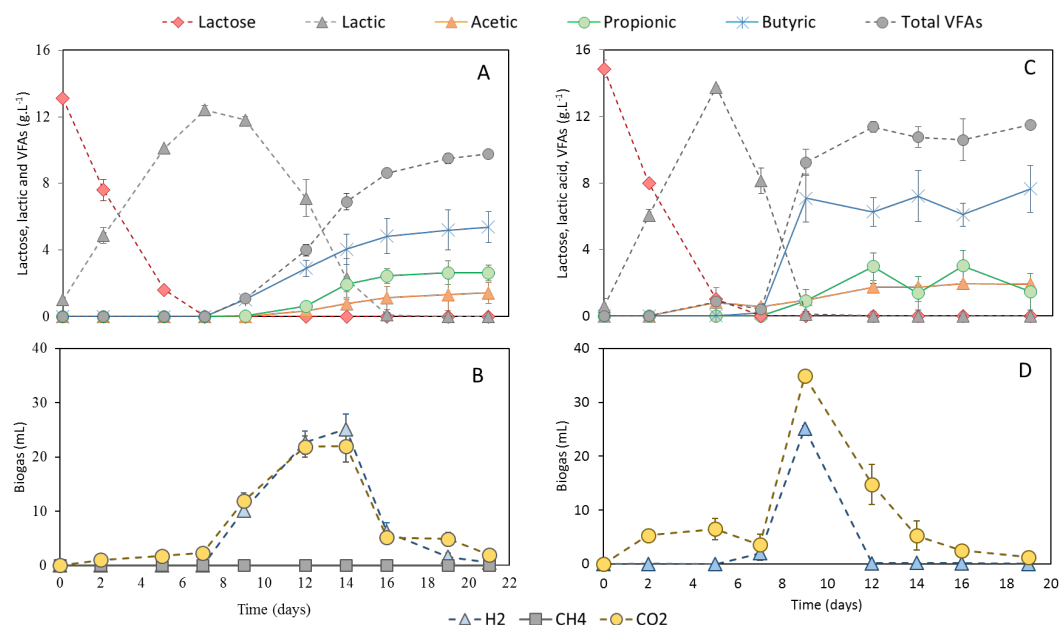 Lactose Lactic Acetic Propionic Butyric Total VFAs
A
Lactose, lactic and VFAs (g.L-1)
16
12
8
4
0
C
Lactose, lactic acid, VFAs (g.L-1)
16
12
8
4
0
B
Biogas (mL)
40
30
20
10
0
0 2 4 6 8 10 12 14 16 18 20 22
Time (days)
D
Biogas (mL)
40
30
20
10
0
0 2 4 6 8 10 12 14 16 18 20
Time (days)
H2 CH4 CO2